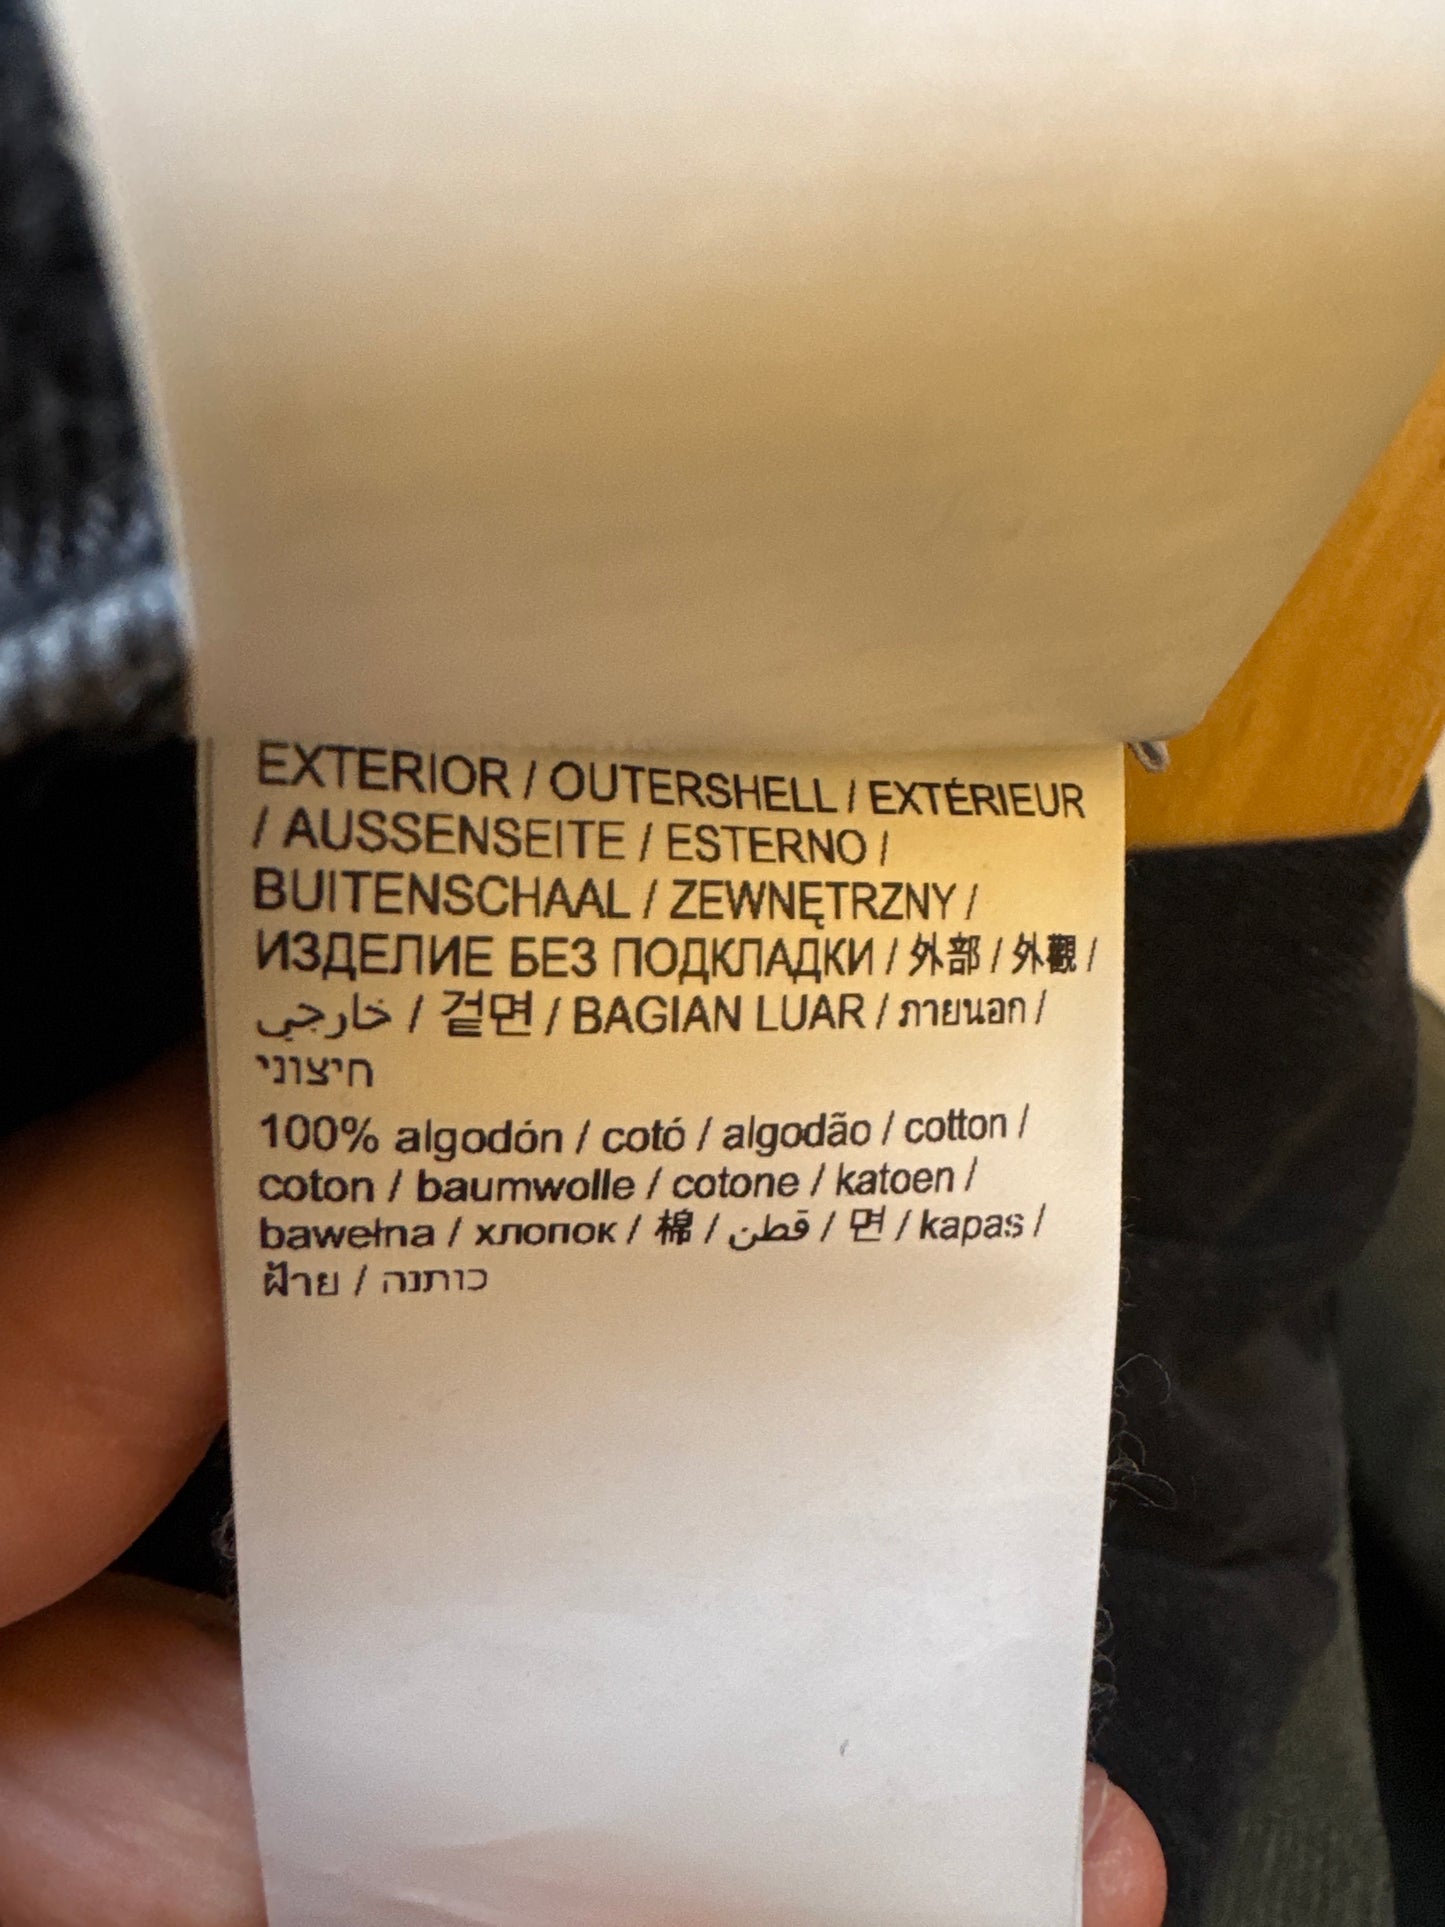 EXTERIOR / OUTERSHELL / EXTÉRIEUR
/ AUSSENSEITE / ESTERNO /
BUITENSCHAAL / ZEWNĘTRZNY /
ИЗДЕЛИЕ БЕЗ ПОДКЛАДКИ / 外部 / 外觀 /
خارجي / 겉면 / BAGIAN LUAR / ภายนอก /
חיצוני
100% algodón / cotó / algodão / cotton /
coton / baumwolle / cotone / katoen /
bawełna / хлопок / 棉 / قطن / 면 / kapas /
ฝ้าย / כותנה